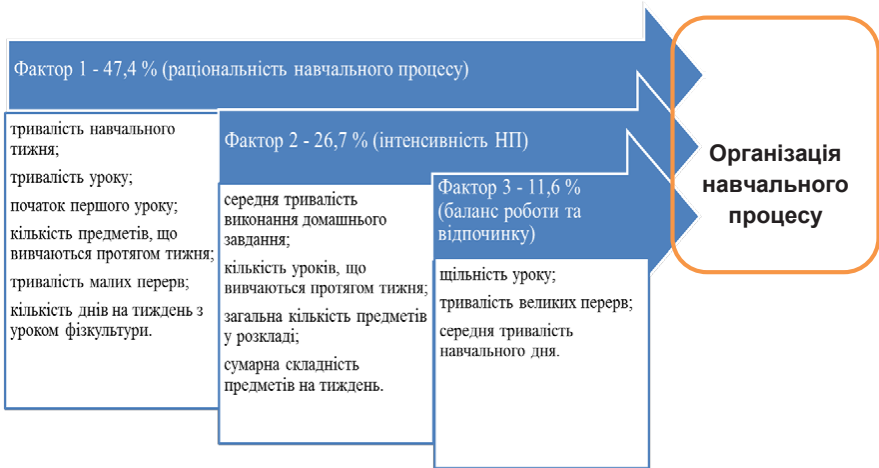 Фактор 1 - 47,4 % (раціональність навчального процесу)
тривалість навчального
тижня;
тривалість уроку;
початок першого уроку;
кількість предметів, що
вивчаються протягом тижня;
тривалість малих перерв;
кількість днів на тиждень з
уроком фізкультури.
Фактор 2 - 26,7 % (інтенсивність НП)
середня тривалість
виконання домашнього
завдання;
кількість уроків, що
вивчаються протягом тижня;
загальна кількість предметів
у розкладі;
сумарна складність
предметів на тиждень.
Фактор 3 - 11,6 %
(баланс роботи та
відпочинку)
щільність уроку;
тривалість великих перерв;
середня тривалість
навчального дня.
Організація
навчального
процесу